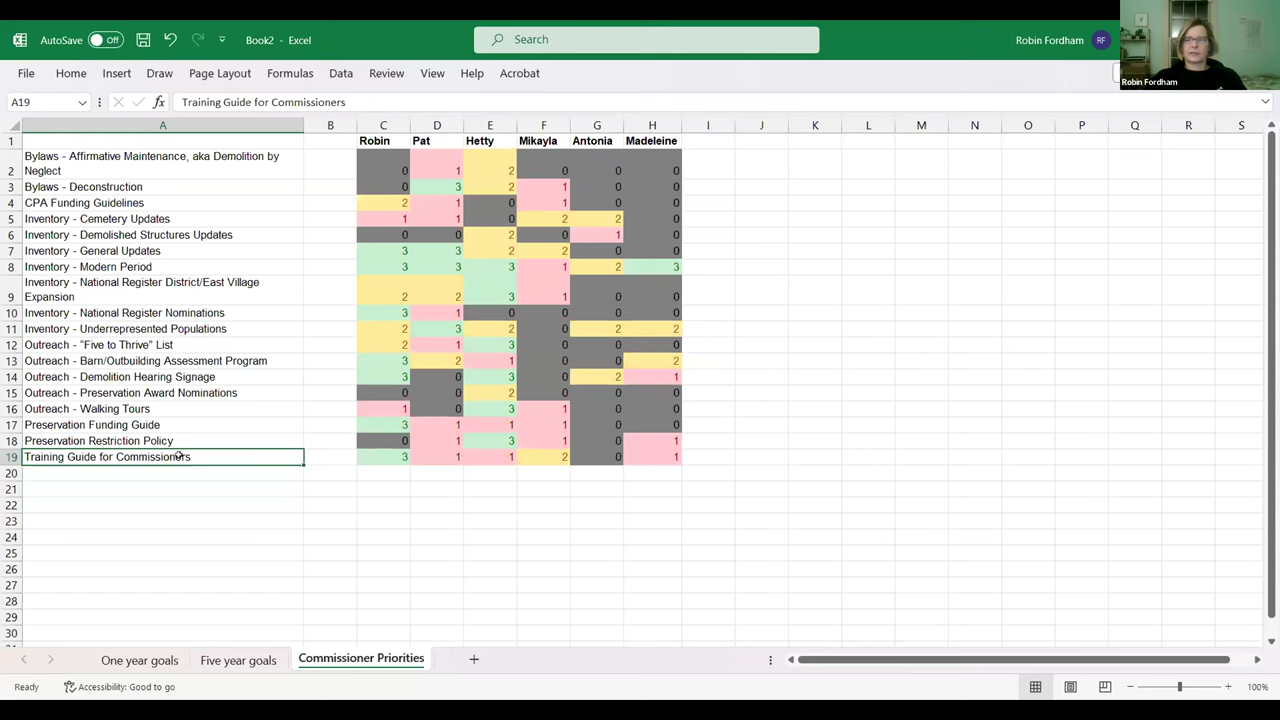 AutoSave Off Book2 - Excel Search Robin Fordham RF
Robin Fordham
File Home Insert Draw Page Layout Formulas Data Review View Help Acrobat
A19 fx Training Guide for Commissioners
A B C D E F G H I J K L M N O P Q R S
1 Robin Pat Hetty Mikayla Antonia Madeleine
Bylaws - Affirmative Maintenance, aka Demolition by
2 Neglect 0 1 2 0 0 0
3 Bylaws - Deconstruction 0 3 2 1 0 0
4 CPA Funding Guidelines 2 1 0 1 0 0
5 Inventory - Cemetery Updates 1 1 0 2 2 0
6 Inventory - Demolished Structures Updates 0 0 2 0 1 0
7 Inventory - General Updates 3 3 2 2 0 0
8 Inventory - Modern Period 3 3 3 1 2 3
Inventory - National Register District/East Village
9 Expansion 2 2 3 1 0 0
10 Inventory - National Register Nominations 3 1 0 0 0 0
11 Inventory - Underrepresented Populations 2 3 2 0 2 2
12 Outreach - “Five to Thrive” List 2 1 3 0 0 0
13 Outreach - Barn/Outbuilding Assessment Program 3 2 1 0 0 2
14 Outreach - Demolition Hearing Signage 3 0 3 0 2 1
15 Outreach - Preservation Award Nominations 0 0 2 0 0 0
16 Outreach - Walking Tours 1 0 3 1 0 0
17 Preservation Funding Guide 3 1 1 1 0 0
18 Preservation Restriction Policy 0 1 3 1 0 1
19 Training Guide for Commissioners 3 1 1 2 0 1
20
21
22
23
24
25
26
27
28
29
30
One year goals Five year goals Commissioner Priorities
Ready Accessibility: Good to go 100%